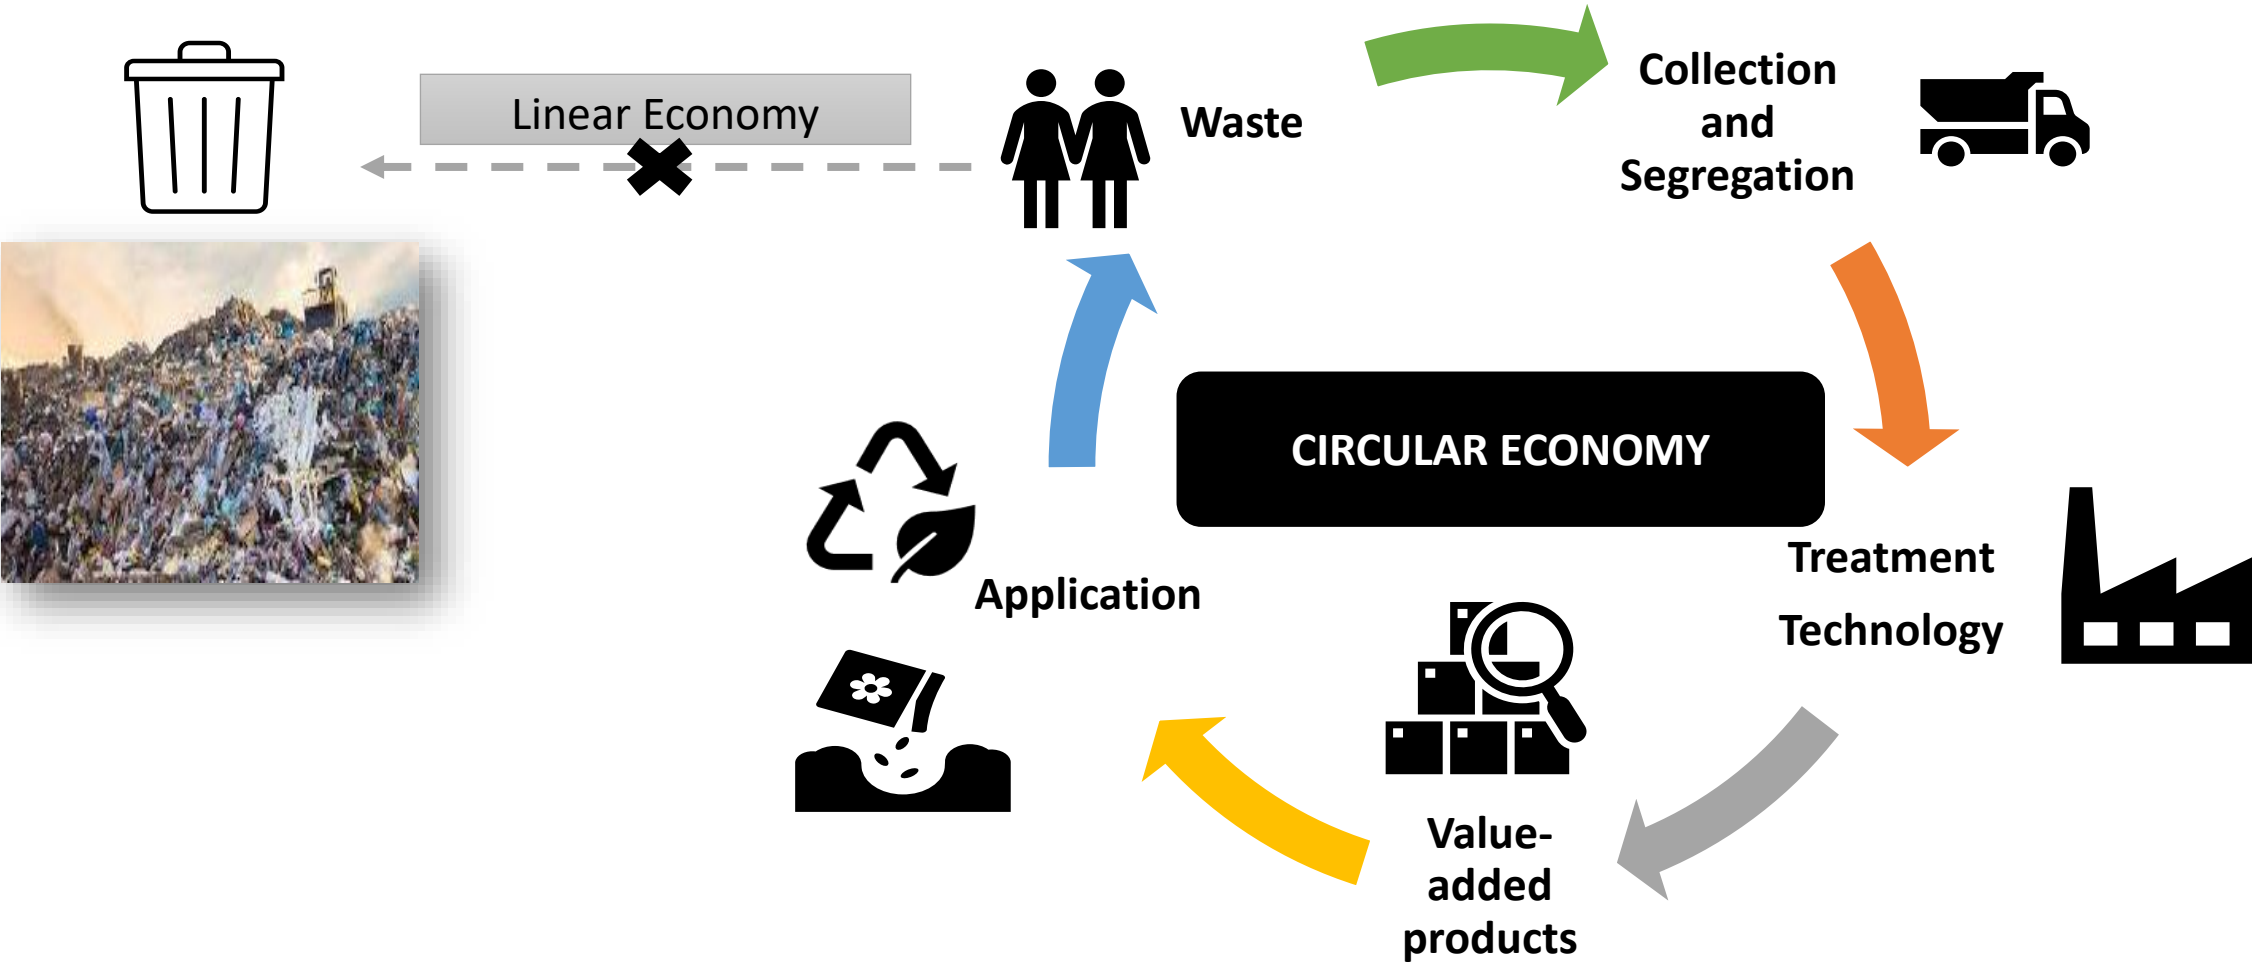 Linear Economy
Waste
Collection
and
Segregation
CIRCULAR ECONOMY
Treatment
Technology
Application
Value-
added
products